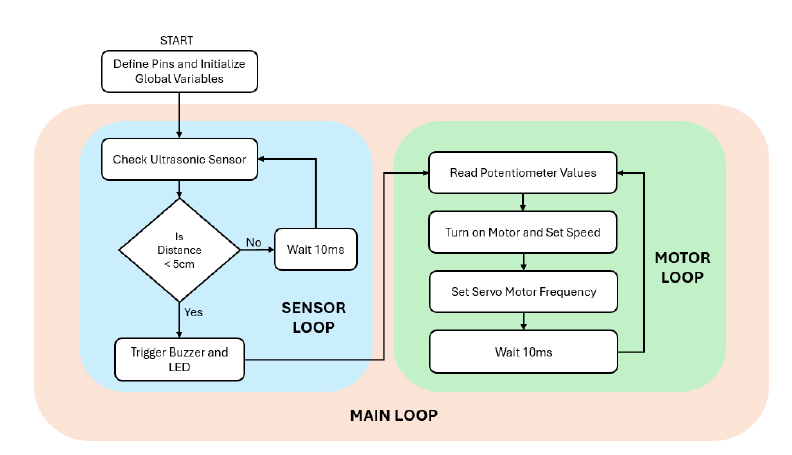 START
Define Pins and Initialize
Global Variables
Check Ultrasonic Sensor
Is
Distance
< 5cm
No
Wait 10ms
Yes
Trigger Buzzer and
LED
SENSOR
LOOP
Read Potentiometer Values
Turn on Motor and Set Speed
Set Servo Motor Frequency
Wait 10ms
MOTOR
LOOP
MAIN LOOP